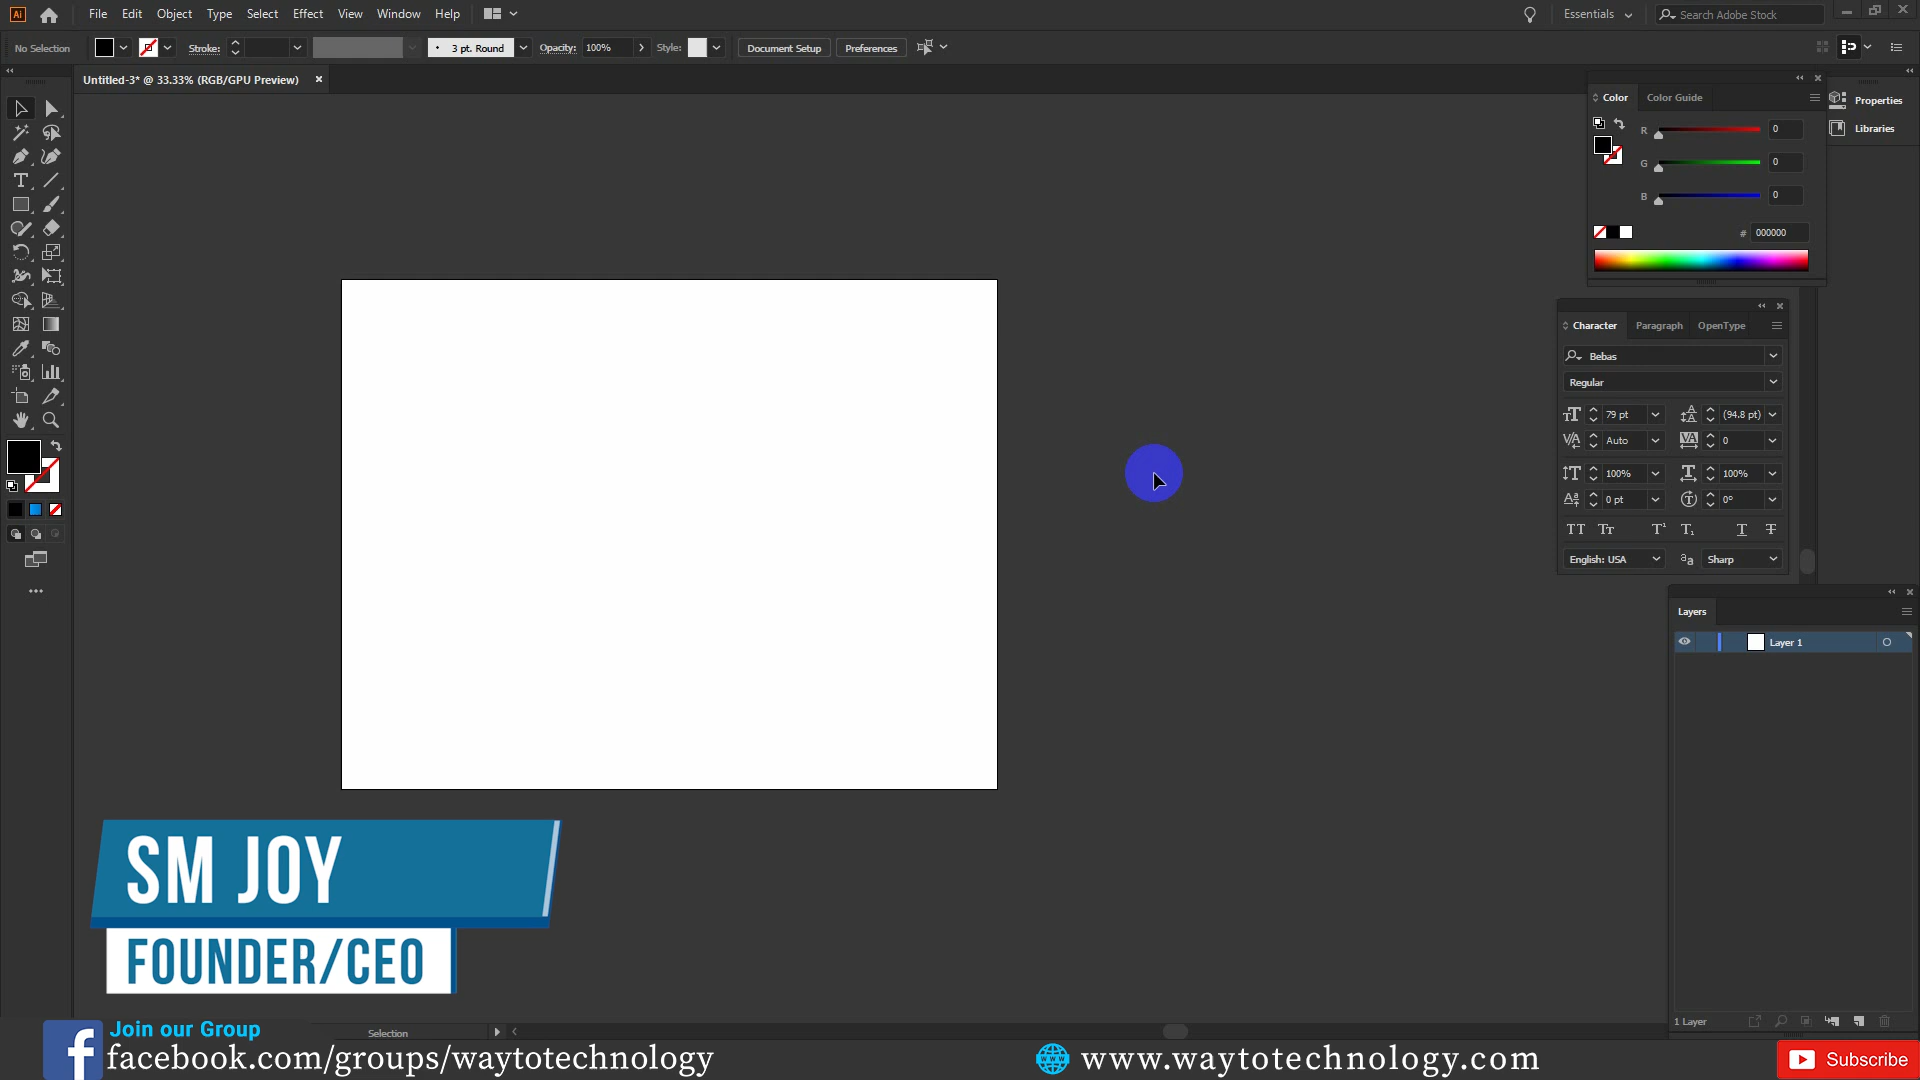 Ai File Edit Object Type Select Effect View Window Help Essentials Search Adobe Stock
No Selection Stroke: 3 pt. Round Opacity: 100% Style: Document Setup Preferences
Untitled-3* @ 33.33% (RGB/GPU Preview)
Color Color Guide
R 0
G 0
B 0
# 000000
Properties
Libraries
Character Paragraph OpenType
Bebas
Regular
79 pt (94.8 pt)
Auto 0
100% 100%
0 pt 0°
English: USA Sharp
Layers
Layer 1
1 Layer
SM JOY
FOUNDER/CEO
Selection
Join our Group
facebook.com/groups/waytotechnology
www.waytotechnology.com
Subscribe